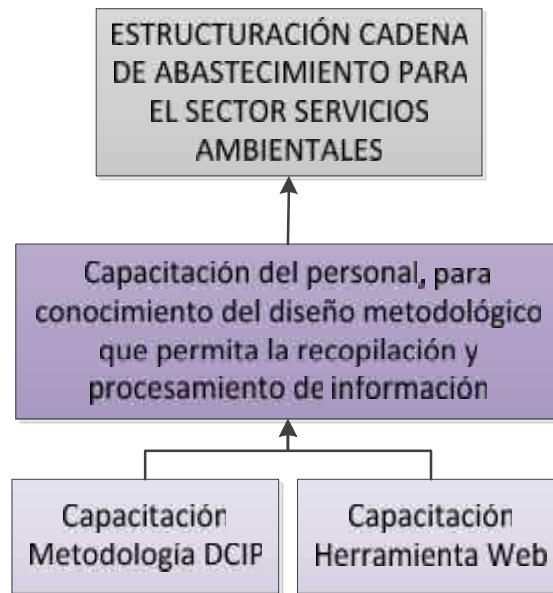 ESTRUCTURACIÓN CADENA
DE ABASTECIMIENTO PARA
EL SECTOR SERVICIOS
AMBIENTALES
Capacitación del personal, para
conocimiento del diseño metodológico
que permita la recopilación y
procesamiento de información
Capacitación
Metodología DCIP
Capacitación
Herramienta Web